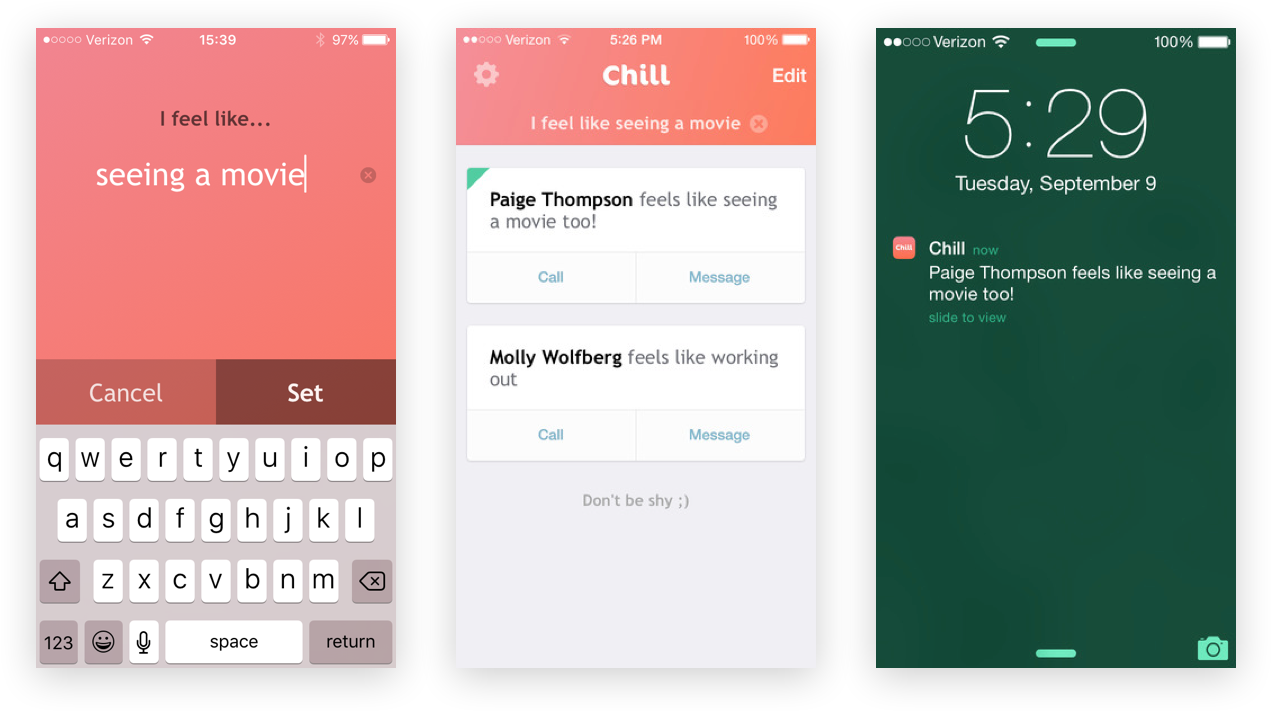 Verizon 15:39 97%
I feel like...
seeing a movie
Cancel Set
q w e r t y u i o p
a s d f g h j k l
z x c v b n m
123 space return
Verizon 5:26 PM 100%
Chill Edit
I feel like seeing a movie
Paige Thompson feels like seeing
a movie too!
Call Message
Molly Wolfberg feels like working
out
Call Message
Don't be shy ;)
Verizon 100%
5:29
Tuesday, September 9
Chill
Chill now
Paige Thompson feels like seeing a
movie too!
slide to view